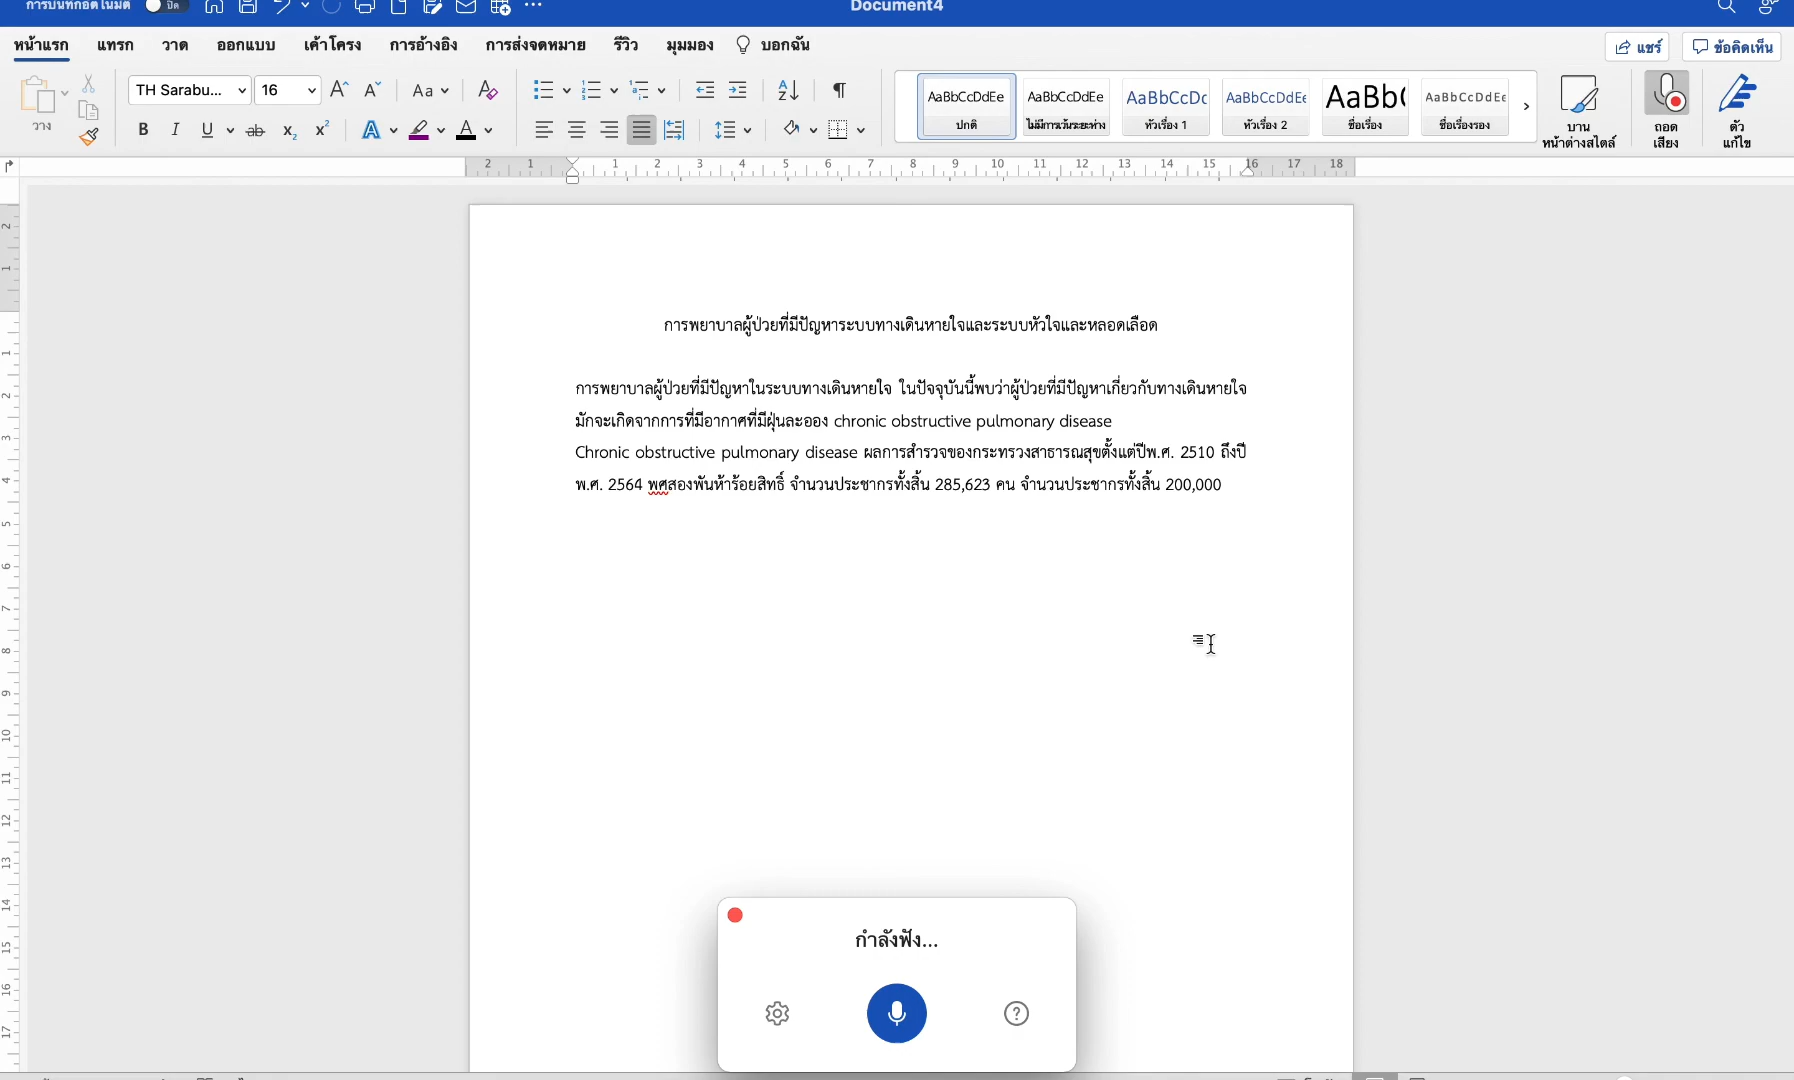 การบันทึกอัตโนมัติ ปิด Document4
หน้าแรก แทรก วาด ออกแบบ เค้าโครง การอ้างอิง การส่งจดหมาย รีวิว มุมมอง บอกฉัน แชร์ ข้อคิดเห็น
วาง TH Sarabu... 16 Aa
AaBbCcDdEe AaBbCcDdEe AaBbCcDc AaBbCcDdEe AaBb( AaBbCcDdEe
ปกติ ไม่มีการเว้นระยะห่าง หัวเรื่อง 1 หัวเรื่อง 2 ชื่อเรื่อง ชื่อเรื่องรอง
บานหน้าต่างสไตล์ ถอดเสียง ตัวแก้ไข
2 1 1 2 3 4 5 6 7 8 9 10 11 12 13 14 15 16 17 18
การพยาบาลผู้ป่วยที่มีปัญหาระบบทางเดินหายใจและระบบหัวใจและหลอดเลือด
การพยาบาลผู้ป่วยที่มีปัญหาในระบบทางเดินหายใจ ในปัจจุบันนี้พบว่าผู้ป่วยที่มีปัญหาเกี่ยวกับทางเดินหายใจ
มักจะเกิดจากการที่มีอากาศที่มีฝุ่นละออง chronic obstructive pulmonary disease
Chronic obstructive pulmonary disease ผลการสำรวจของกระทรวงสาธารณสุขตั้งแต่ปีพ.ศ. 2510 ถึงปี
พ.ศ. 2564 พศสองพันห้าร้อยสิทธิ์ จำนวนประชากรทั้งสิ้น 285,623 คน จำนวนประชากรทั้งสิ้น 200,000
กำลังฟัง...